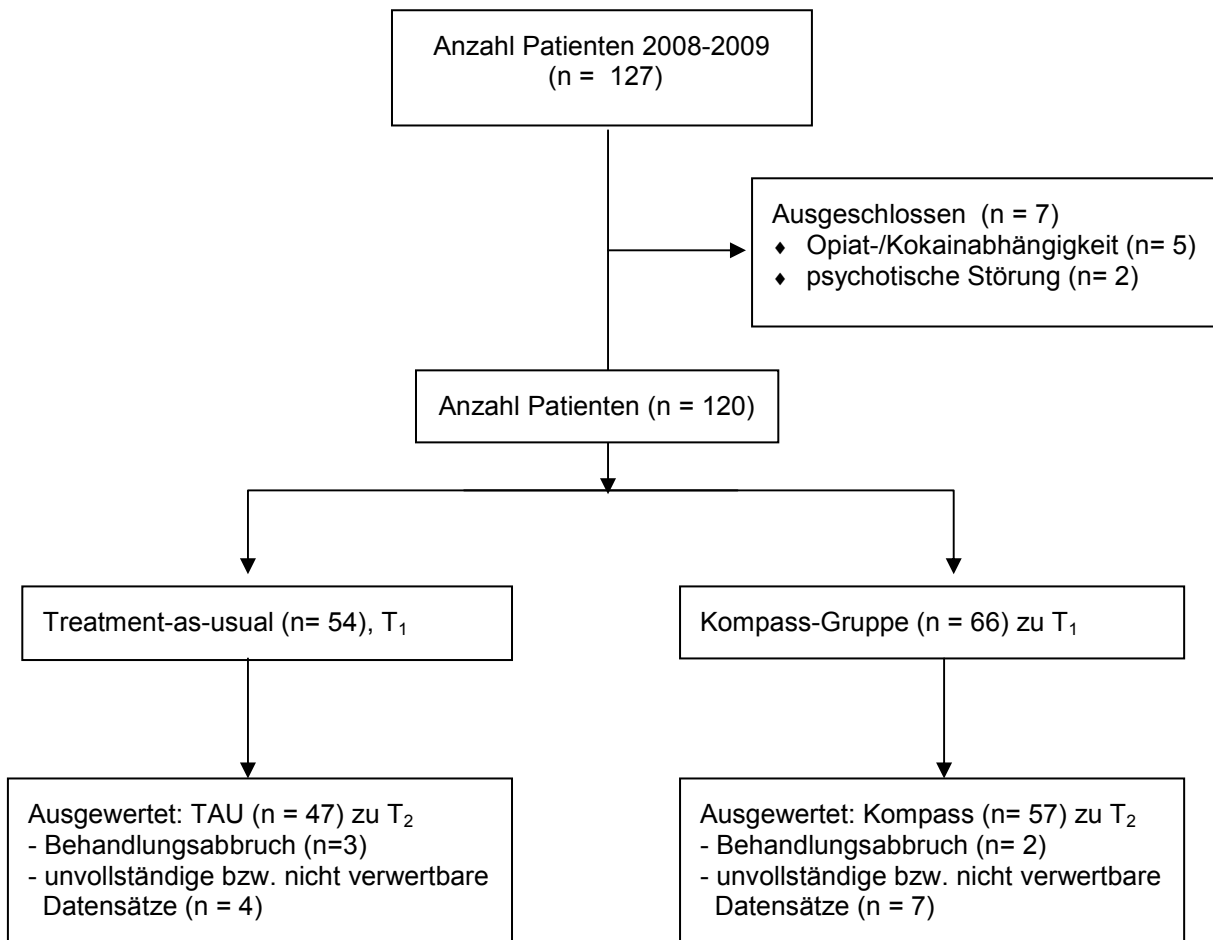 Anzahl Patienten 2008-2009
(n = 127)
Ausgeschlossen (n = 7)
♦ Opiat-/Kokainabhängigkeit (n= 5)
♦ psychotische Störung (n= 2)
Anzahl Patienten (n = 120)
Treatment-as-usual (n= 54), T₁
Kompass-Gruppe (n = 66) zu T₁
Ausgewertet: TAU (n = 47) zu T₂
- Behandlungsabbruch (n=3)
- unvollständige bzw. nicht verwertbare
Datensätze (n = 4)
Ausgewertet: Kompass (n= 57) zu T₂
- Behandlungsabbruch (n= 2)
- unvollständige bzw. nicht verwertbare
Datensätze (n = 7)